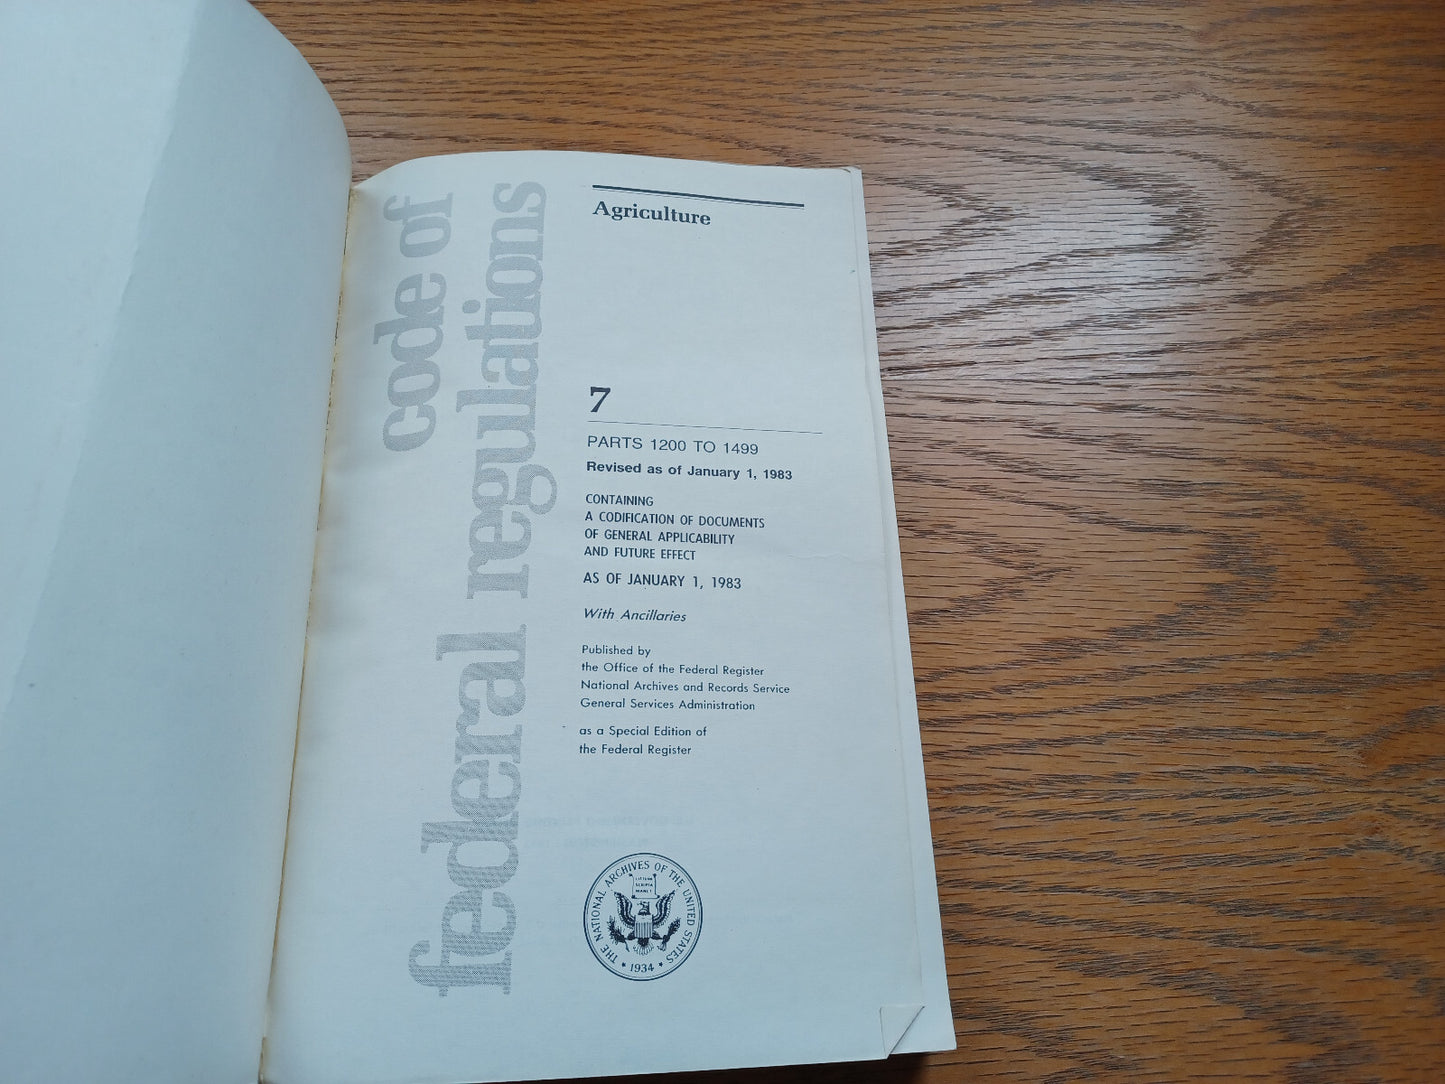 code of
federal regulations
Agriculture
7
PARTS 1200 TO 1499
Revised as of January 1, 1983
CONTAINING
A CODIFICATION OF DOCUMENTS
OF GENERAL APPLICABILITY
AND FUTURE EFFECT
AS OF JANUARY 1, 1983
With Ancillaries
Published by
the Office of the Federal Register
National Archives and Records Service
General Services Administration
as a Special Edition of
the Federal Register
THE NATIONAL ARCHIVES OF THE UNITED STATES
LITTERA
SCRIPTA
MANET
* 1934 *